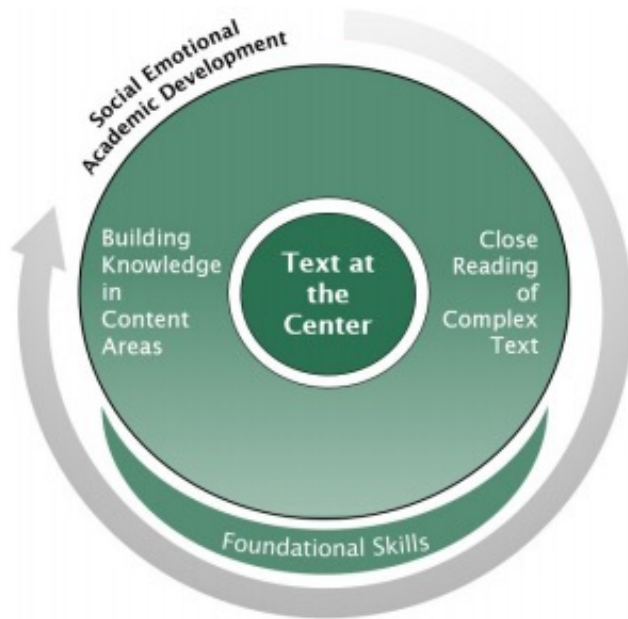 Social Emotional
Academic Development
Building
Knowledge
in
Content
Areas
Text at
the
Center
Close
Reading
of
Complex
Text
Foundational Skills